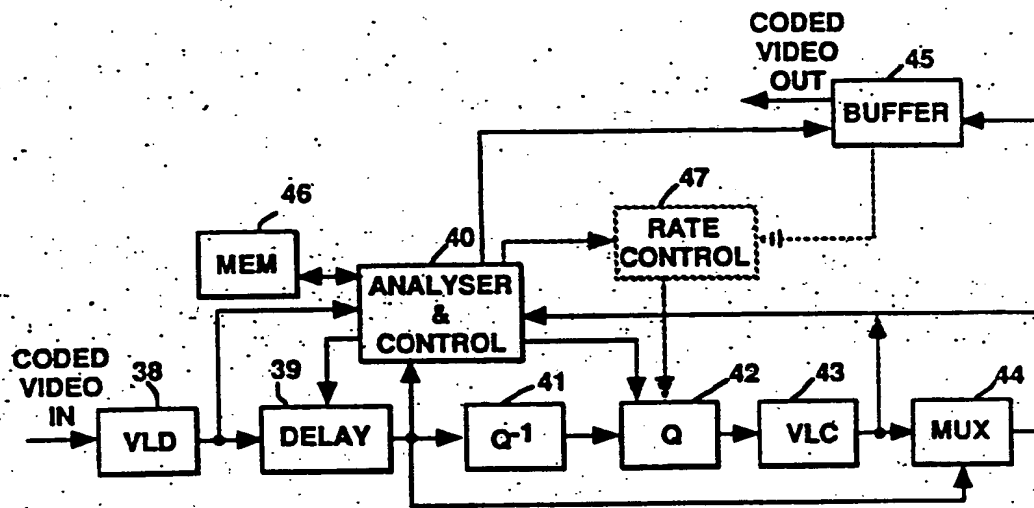 CODED
VIDEO
OUT
45
BUFFER
46
MEM
40
ANALYSER
&
CONTROL
47
RATE
CONTROL
CODED
VIDEO
IN
38
VLD
39
DELAY
41
Q-1
42
Q
43
VLC
44
MUX